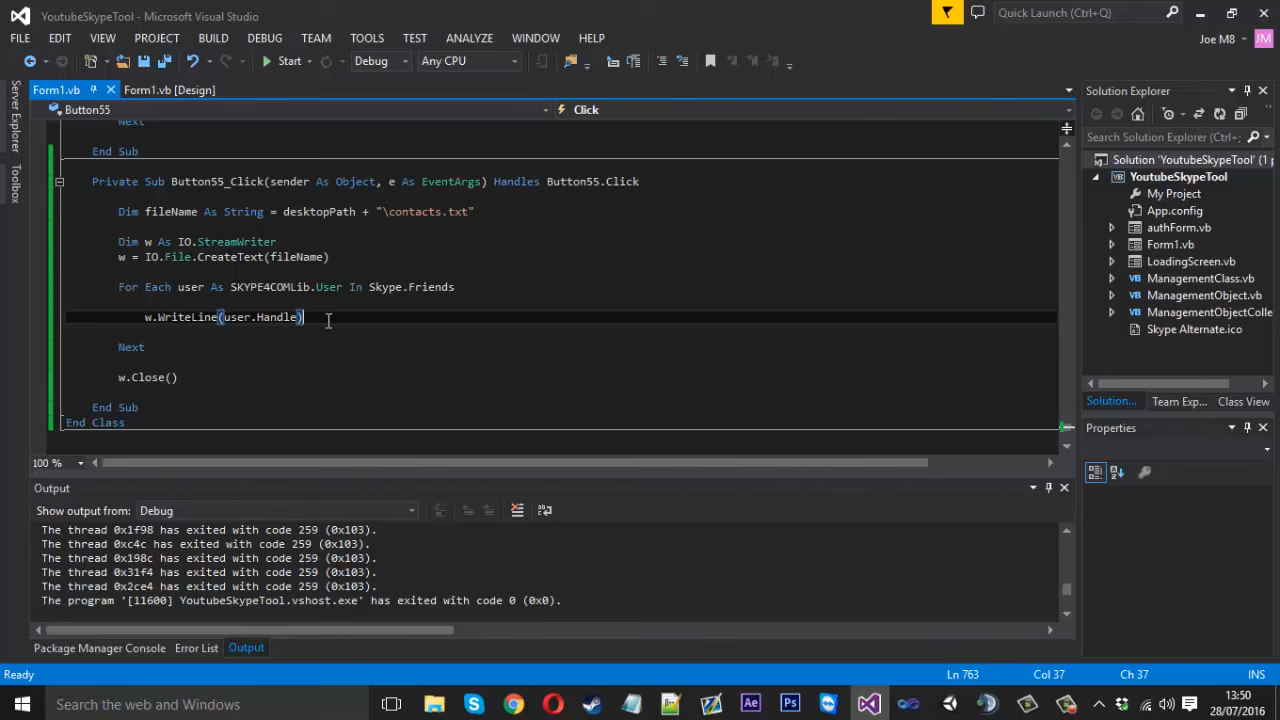 YoutubeSkypeTool - Microsoft Visual Studio
Quick Launch (Ctrl+Q)
FILE EDIT VIEW PROJECT BUILD DEBUG TEAM TOOLS TEST ANALYZE WINDOW HELP
Joe M8 JM
Start Debug Any CPU
Server Explorer
Toolbox
Form1.vb Form1.vb [Design]
Button55 Click
Next
End Sub
Private Sub Button55_Click(sender As Object, e As EventArgs) Handles Button55.Click
Dim fileName As String = desktopPath + "\contacts.txt"
Dim w As IO.StreamWriter
w = IO.File.CreateText(fileName)
For Each user As SKYPE4COMLib.User In Skype.Friends
w.WriteLine(user.Handle)
Next
w.Close()
End Sub
End Class
100 %
Solution Explorer
Search Solution Explorer (Ctrl+;
Solution 'YoutubeSkypeTool' (1 p
YoutubeSkypeTool
My Project
App.config
authForm.vb
Form1.vb
LoadingScreen.vb
ManagementClass.vb
ManagementObject.vb
ManagementObjectColle
Skype Alternate.ico
Solution... Team Exp... Class View
Properties
Output
Show output from: Debug
The thread 0x1f98 has exited with code 259 (0x103).
The thread 0xc4c has exited with code 259 (0x103).
The thread 0x198c has exited with code 259 (0x103).
The thread 0x31f4 has exited with code 259 (0x103).
The thread 0x2ce4 has exited with code 259 (0x103).
The program '[11600] YoutubeSkypeTool.vshost.exe' has exited with code 0 (0x0).
Package Manager Console Error List Output
Ready Ln 763 Col 37 Ch 37 INS
Search the web and Windows
Ae Ps
13:50
28/07/2016